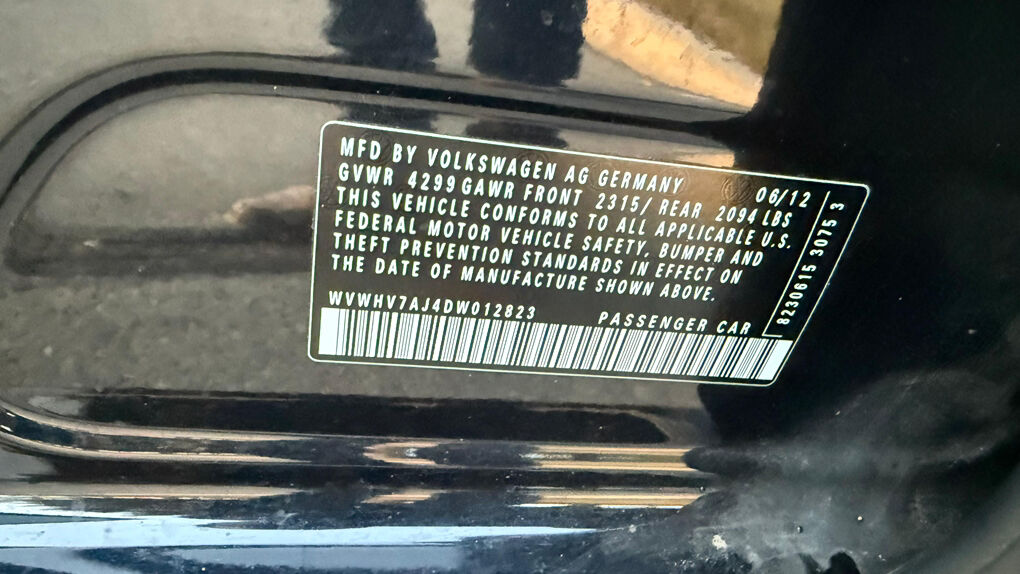 MFD BY VOLKSWAGEN AG GERMANY 06/12
GVWR 4299 GAWR FRONT 2315/ REAR 2094 LBS
THIS VEHICLE CONFORMS TO ALL APPLICABLE U.S.
FEDERAL MOTOR VEHICLE SAFETY, BUMPER AND
THEFT PREVENTION STANDARDS IN EFFECT ON
THE DATE OF MANUFACTURE SHOWN ABOVE.
WVWHV7AJ4DW012823 PASSENGER CAR
8230615 3075 3